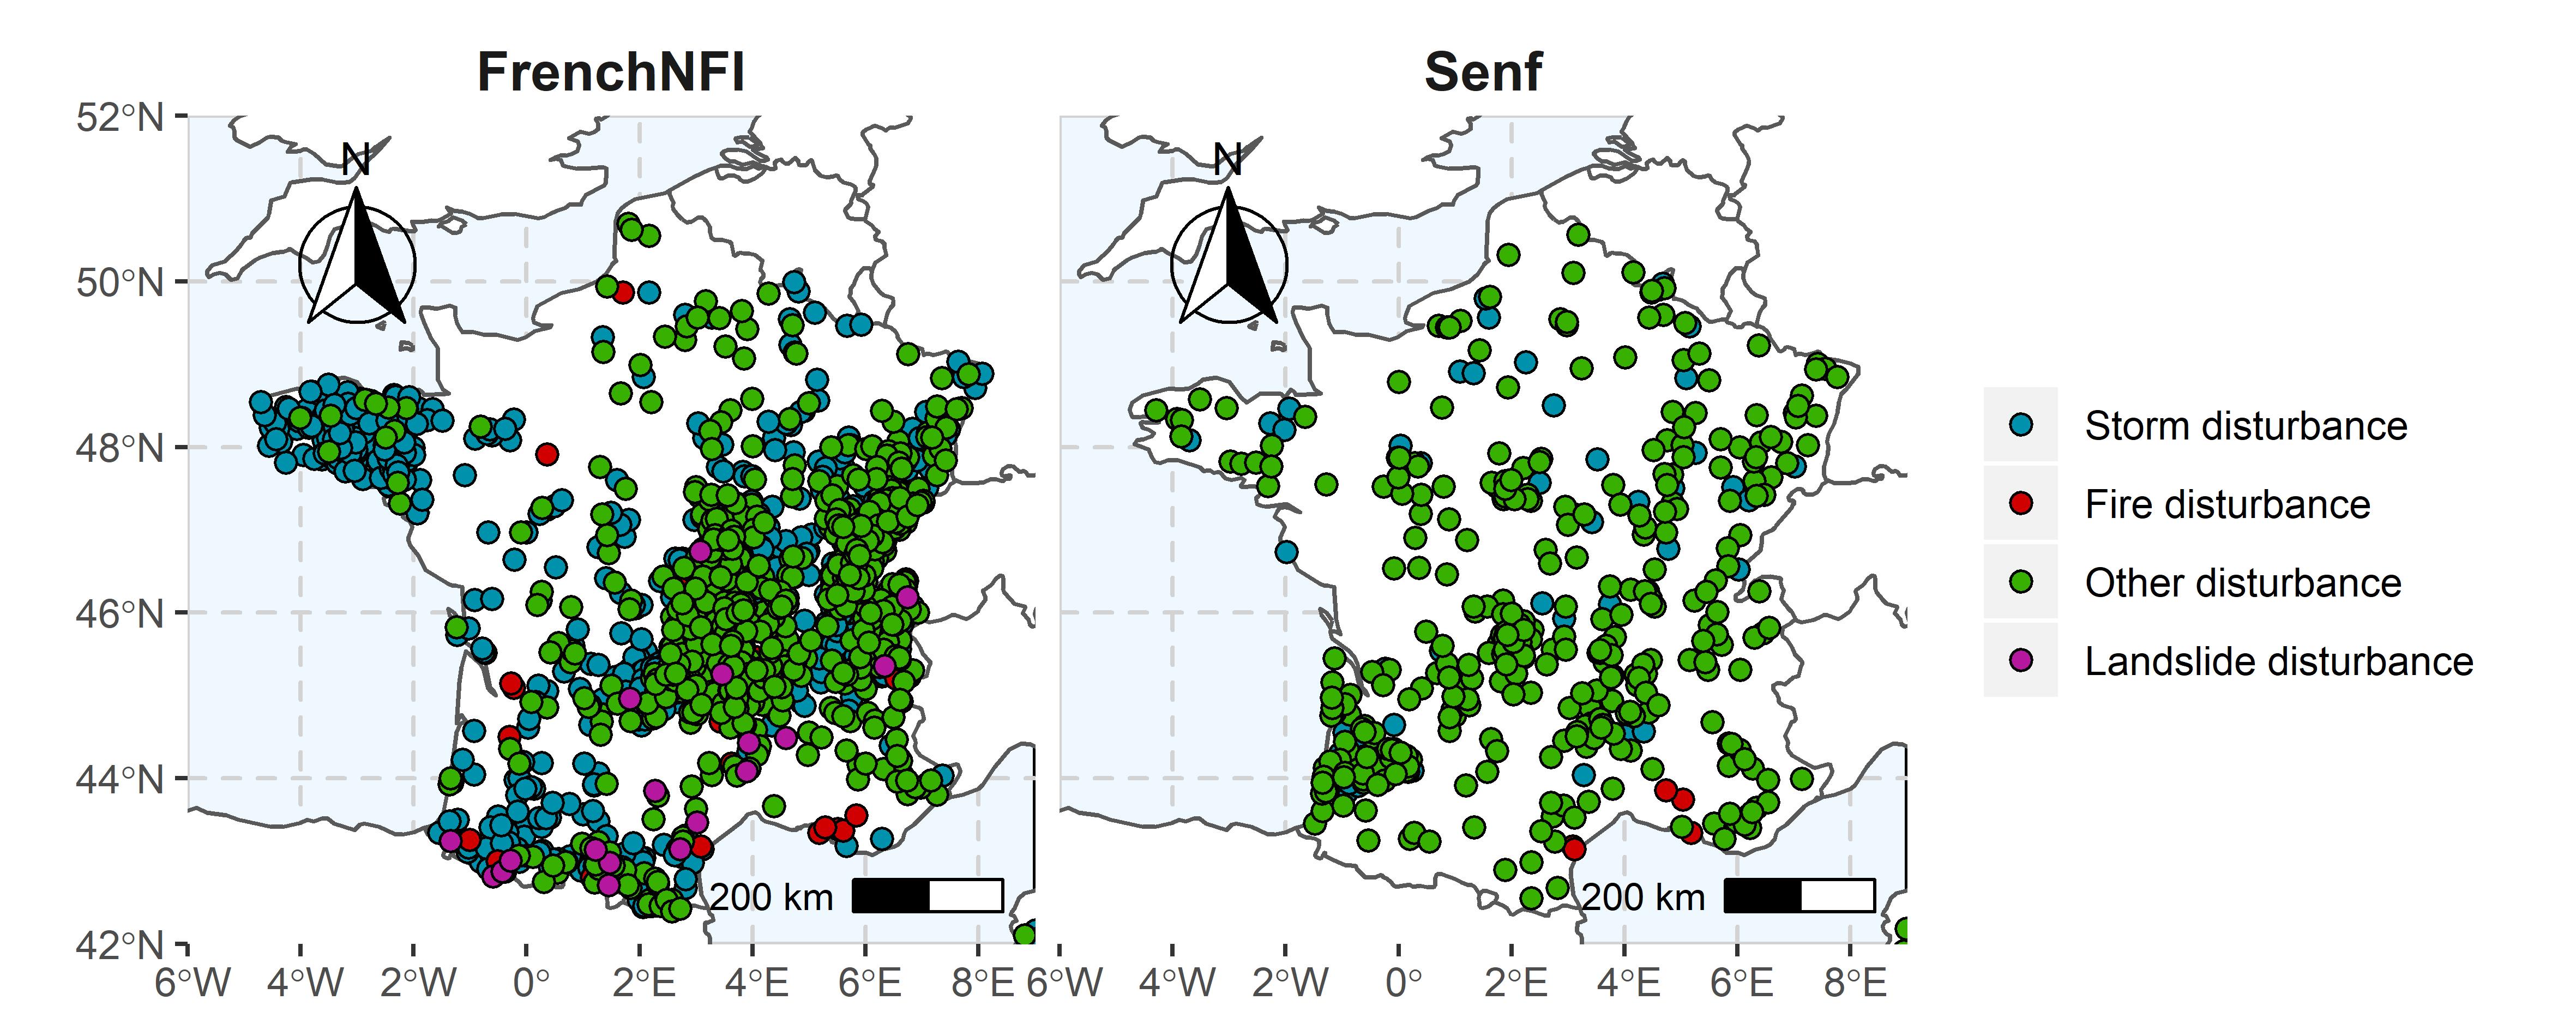 FrenchNFI Senf
52°N
50°N
48°N
46°N
44°N
42°N
N
N
200 km
200 km
6°W 4°W 2°W 0° 2°E 4°E 6°E 8°E
6°W 4°W 2°W 0° 2°E 4°E 6°E 8°E
Storm disturbance
Fire disturbance
Other disturbance
Landslide disturbance